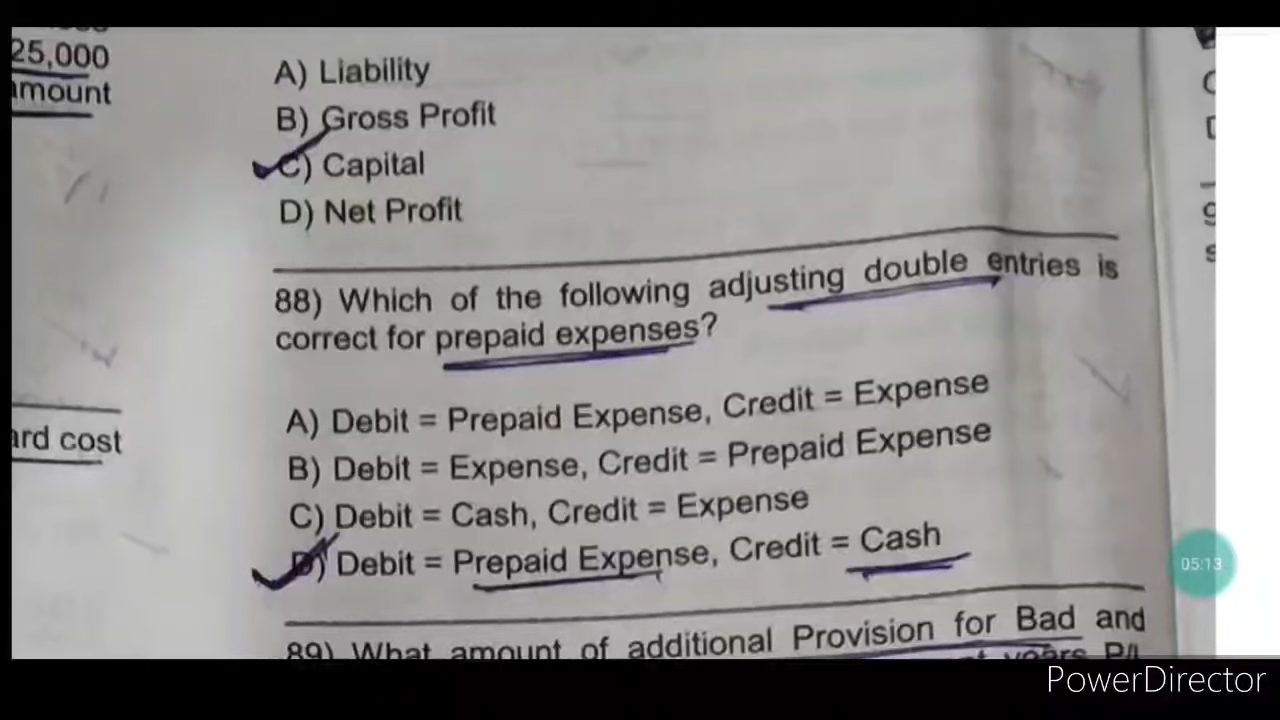 25,000
amount
A) Liability
B) Gross Profit
C) Capital
D) Net Profit
88) Which of the following adjusting double entries is
correct for prepaid expenses?
A) Debit = Prepaid Expense, Credit = Expense
B) Debit = Expense, Credit = Prepaid Expense
C) Debit = Cash, Credit = Expense
D) Debit = Prepaid Expense, Credit = Cash
ard cost
89) What amount of additional Provision for Bad and
years P/L
05:13
PowerDirector